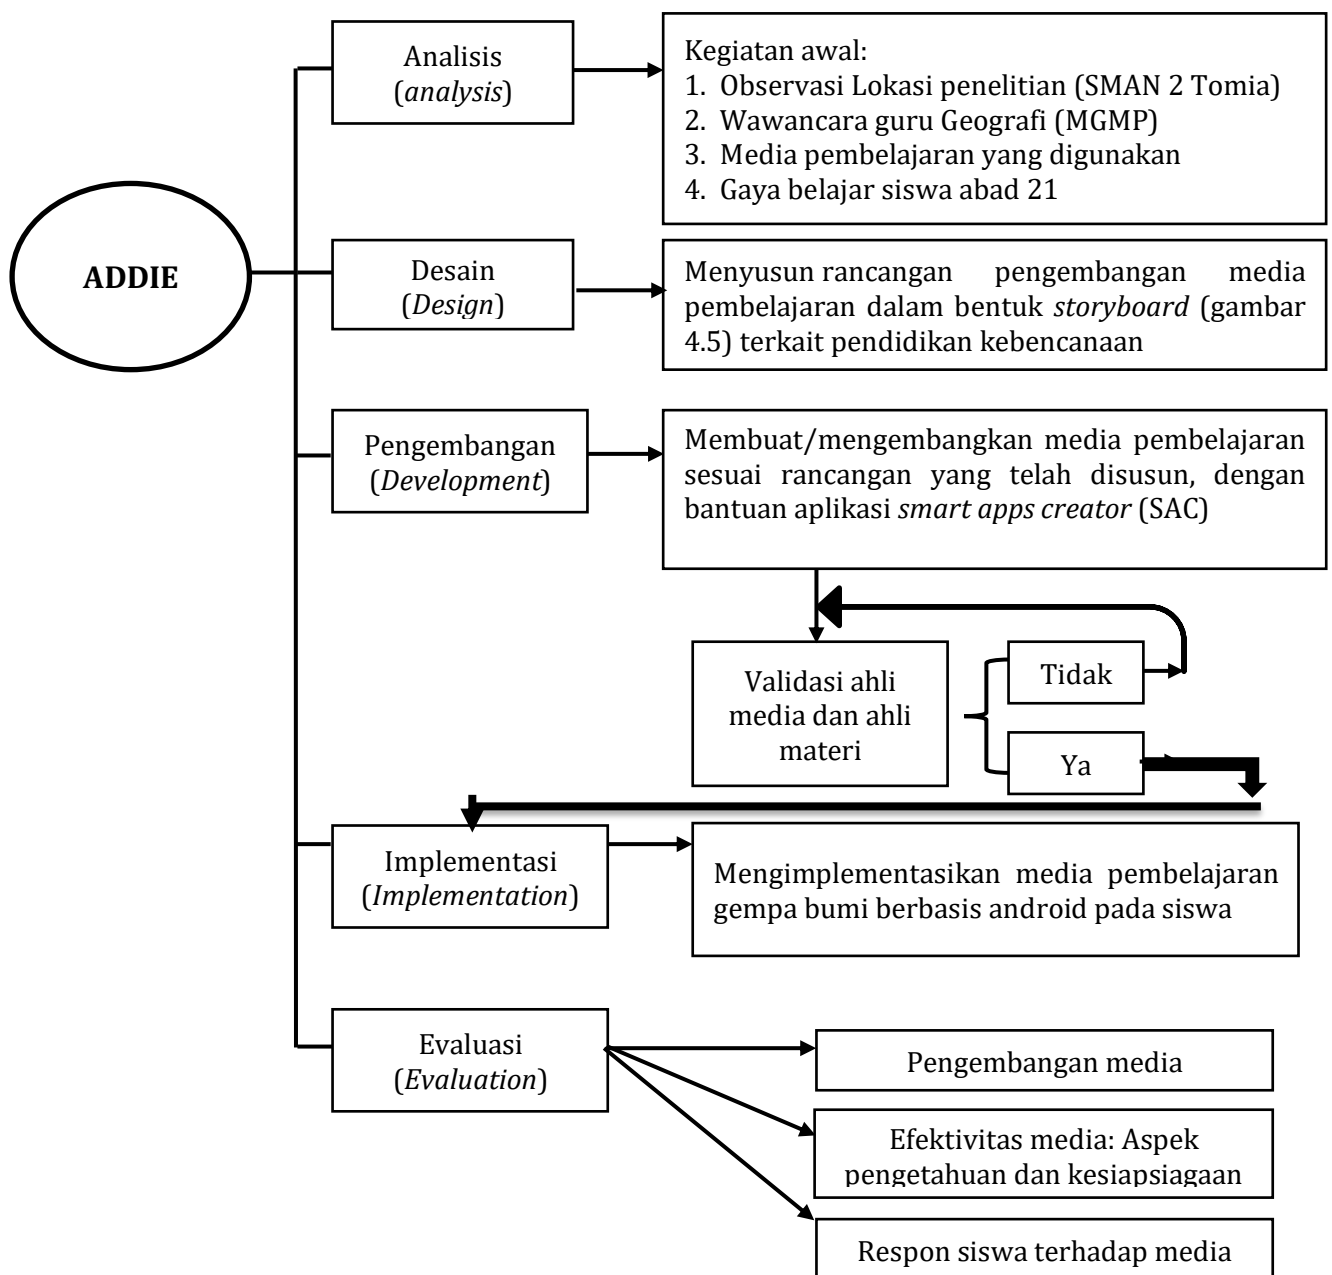 ADDIE
Analisis
(analysis)
Kegiatan awal:
1. Observasi Lokasi penelitian (SMAN 2 Tomia)
2. Wawancara guru Geografi (MGMP)
3. Media pembelajaran yang digunakan
4. Gaya belajar siswa abad 21
Desain
(Design)
Menyusun rancangan pengembangan media
pembelajaran dalam bentuk storyboard (gambar
4.5) terkait pendidikan kebencanaan
Pengembangan
(Development)
Membuat/mengembangkan media pembelajaran
sesuai rancangan yang telah disusun, dengan
bantuan aplikasi smart apps creator (SAC)
Validasi ahli
media dan ahli
materi
Tidak
Ya
Implementasi
(Implementation)
Mengimplementasikan media pembelajaran
gempa bumi berbasis android pada siswa
Evaluasi
(Evaluation)
Pengembangan media
Efektivitas media: Aspek
pengetahuan dan kesiapsiagaan
Respon siswa terhadap media